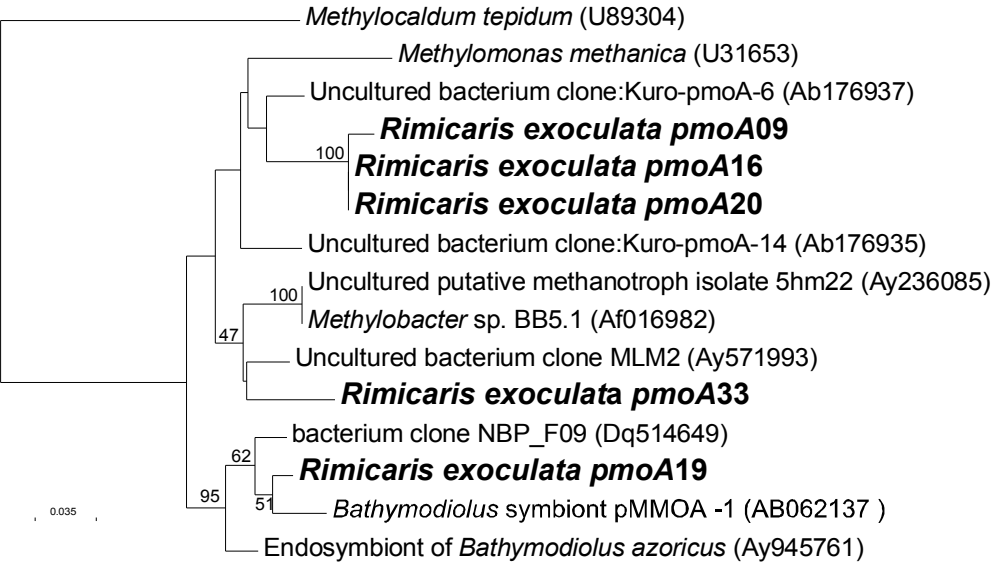 Methylocaldum tepidum (U89304)
Methylomonas methanica (U31653)
Uncultured bacterium clone:Kuro-pmoA-6 (Ab176937)
Rimicaris exoculata pmoA09
100
Rimicaris exoculata pmoA16
Rimicaris exoculata pmoA20
Uncultured bacterium clone:Kuro-pmoA-14 (Ab176935)
Uncultured putative methanotroph isolate 5hm22 (Ay236085)
100
Methylobacter sp. BB5.1 (Af016982)
47
Uncultured bacterium clone MLM2 (Ay571993)
Rimicaris exoculata pmoA33
bacterium clone NBP_F09 (Dq514649)
62
Rimicaris exoculata pmoA19
95
51
Bathymodiolus symbiont pMMOA -1 (AB062137 )
0.035
Endosymbiont of Bathymodiolus azoricus (Ay945761)